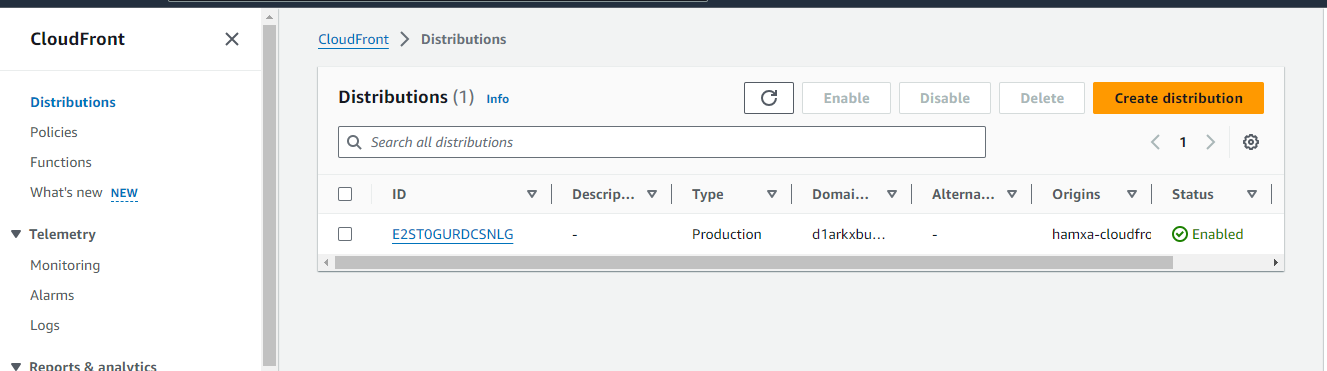 CloudFront
Distributions
Policies
Functions
What's new NEW
Telemetry
Monitoring
Alarms
Logs
Reports & analytics
CloudFront > Distributions
Distributions (1) Info
Enable Disable Delete Create distribution
Search all distributions
1
ID Descrip... Type Domai... Alterna... Origins Status
E2ST0GURDCSNLG - Production d1arkxbu... - hamxa-cloudfro Enabled